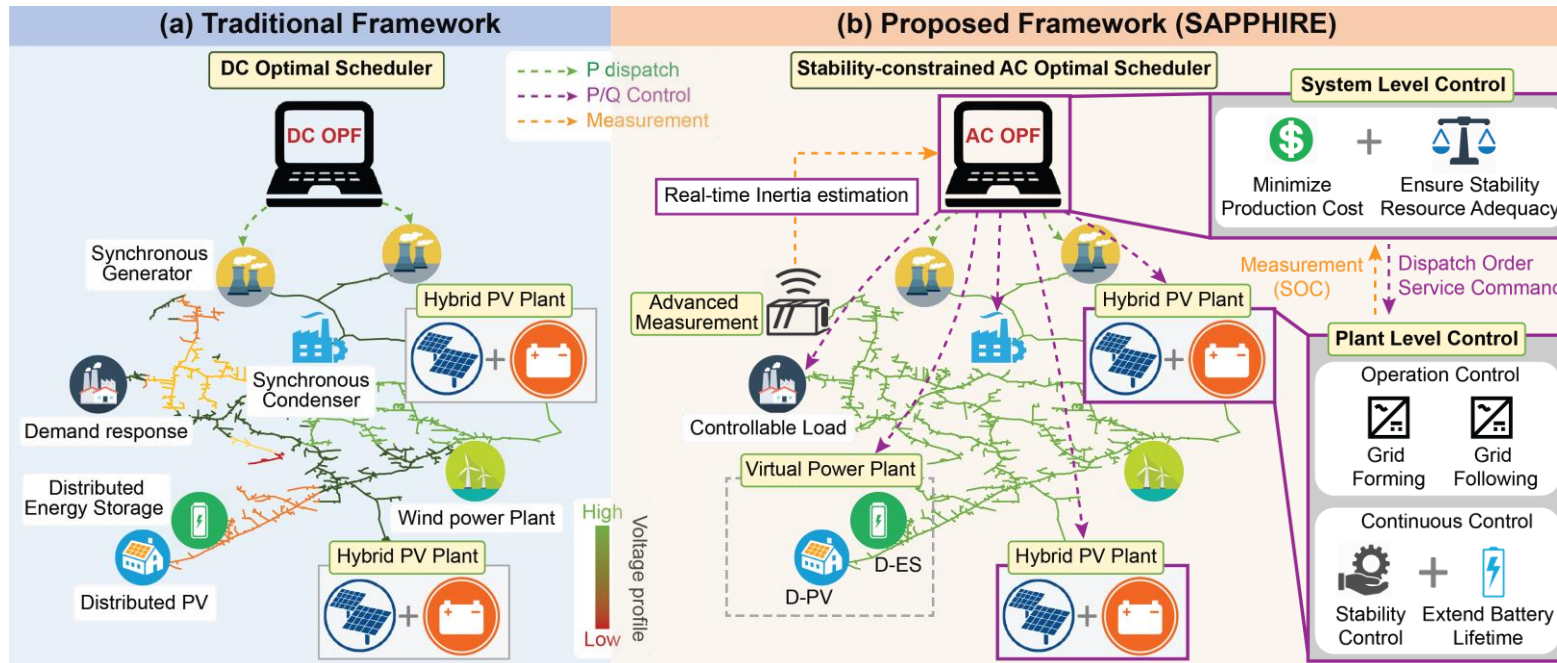 (a) Traditional Framework
DC Optimal Scheduler
DC OPF
P dispatch
P/Q Control
Measurement
Synchronous
Generator
Hybrid PV Plant
Synchronous
Condenser
Demand response
Distributed
Energy Storage
Wind power Plant
Distributed PV
Hybrid PV Plant
High
Low
Voltage profile
(b) Proposed Framework (SAPPHIRE)
Stability-constrained AC Optimal Scheduler
AC OPF
Real-time Inertia estimation
Advanced
Measurement
Controllable Load
Virtual Power Plant
D-ES
D-PV
Hybrid PV Plant
Hybrid PV Plant
System Level Control
$
Minimize
Production Cost
Ensure Stability
Resource Adequacy
Measurement
(SOC)
Dispatch Order
Service Command
Plant Level Control
Operation Control
Grid
Forming
Grid
Following
Continuous Control
Stability
Control
Extend Battery
Lifetime